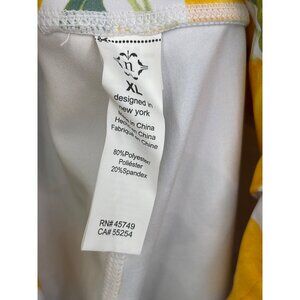 n
XL
designed in
new york
Hecho en China
Fabriqué en Chine
80%Polyester/
Poliéster
20%Spandex
RN# 45749
CA# 55254